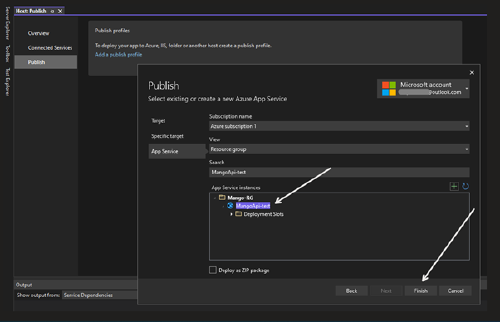 Server Explorer
Toolbox
Test Explorer
Host: Publish
Overview
Connected Services
Publish
Publish profiles
To deploy your app to Azure, IIS, folder or another host create a publish profile.
Add a publish profile
Publish
Select existing or create a new Azure App Service
Microsoft account
outlook.com
Target
Specific target
App Service
Subscription name
Azure subscription 1
View
Resource group
Search
MangoApi-test
App Service instances
Mango-RG
MangoApi-test
Deployment Slots
Deploy as ZIP package
Back
Next
Finish
Cancel
Output
Show output from:
Service Dependencies